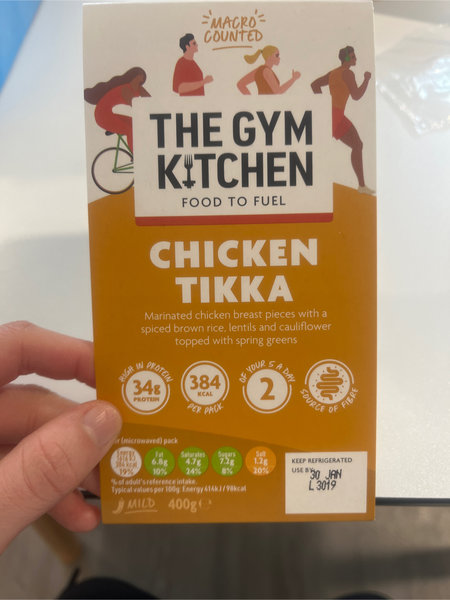 MACRO
COUNTED
THE GYM
KITCHEN
FOOD TO FUEL
CHICKEN
TIKKA
Marinated chicken breast pieces with a
spiced brown rice, lentils and cauliflower
topped with spring greens
HIGH IN PROTEIN
34g
PROTEIN
384
KCAL
PER PACK
OF YOUR 5 A DAY
2
SOURCE OF FIBRE
(microwaved) pack
384 kcal
19%
Fat
6.8g
10%
Saturates
4.7g
24%
Sugars
7.2g
8%
Salt
1.2g
20%
% of adult's reference intake.
Typical values per 100g: Energy 414kJ / 98kcal
MILD
400g e
KEEP REFRIGERATED
USE BY
30 JAN
L3019